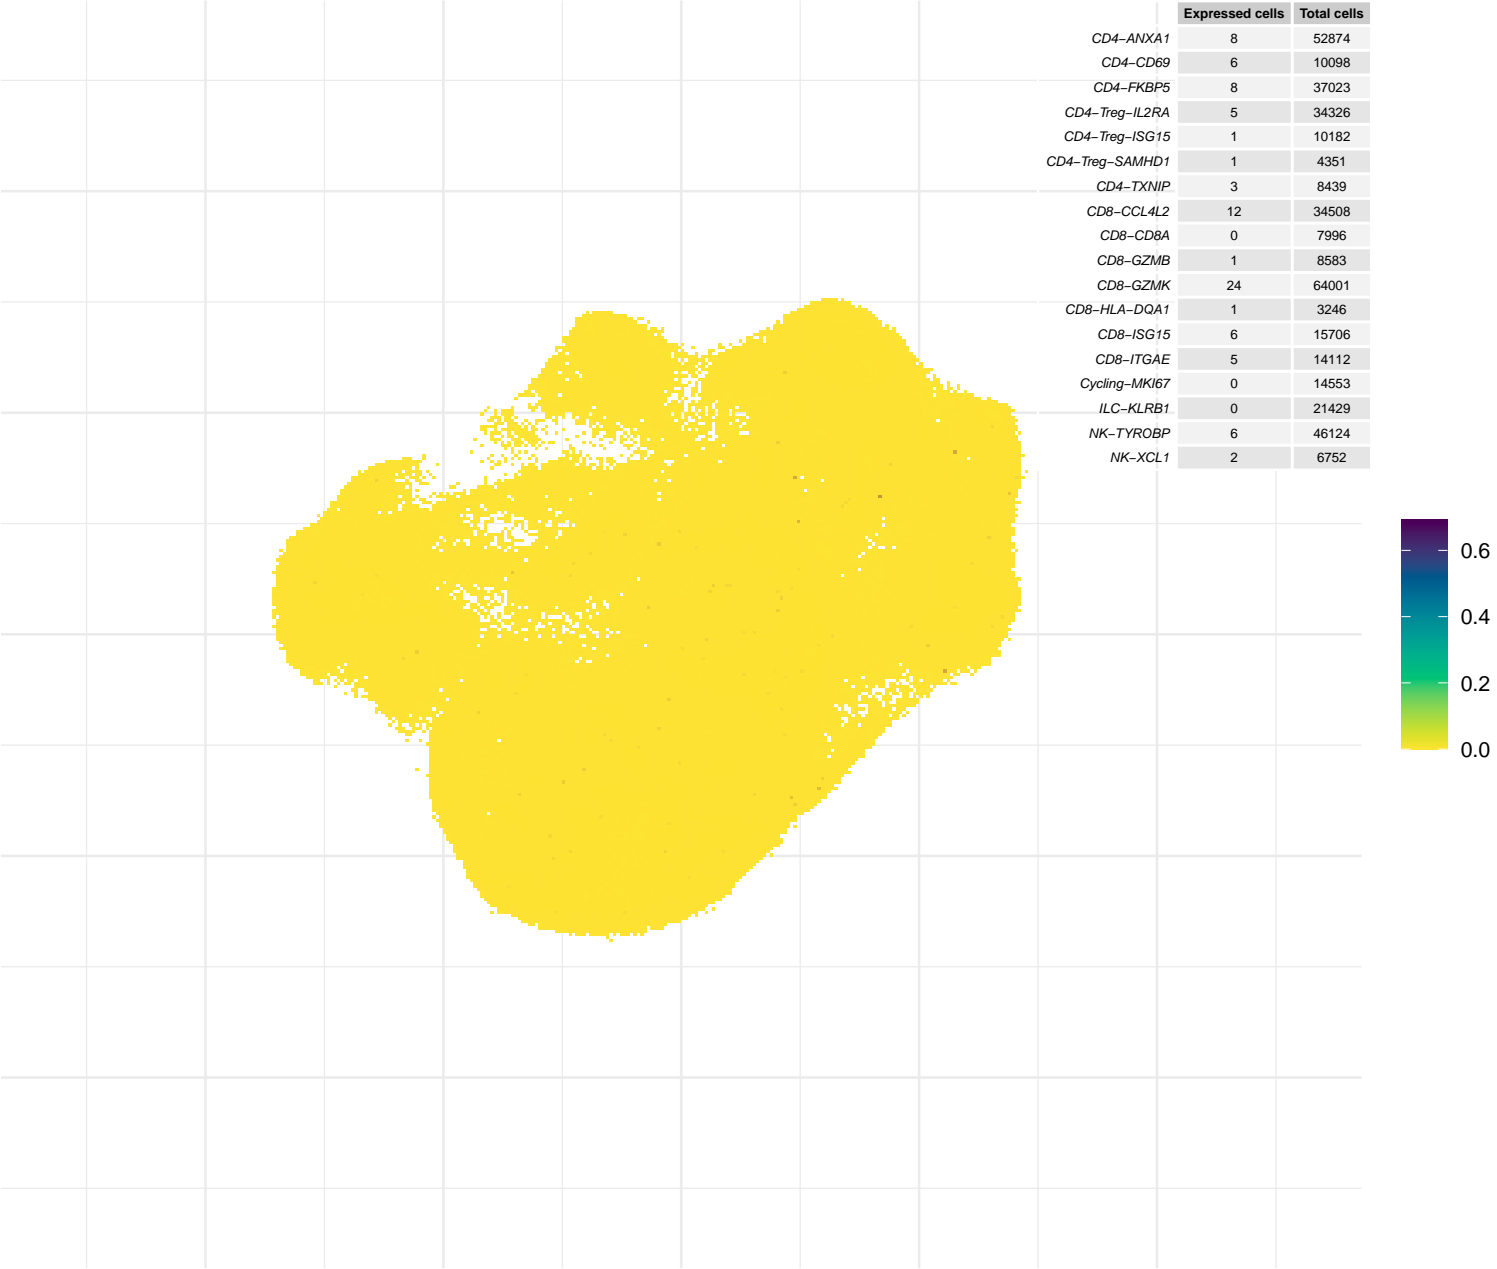 Expressed cells Total cells
CD4−ANXA1 8 52874
CD4−CD69 6 10098
CD4−FKBP5 8 37023
CD4−Treg−IL2RA 5 34326
CD4−Treg−ISG15 1 10182
CD4−Treg−SAMHD1 1 4351
CD4−TXNIP 3 8439
CD8−CCL4L2 12 34508
CD8−CD8A 0 7996
CD8−GZMB 1 8583
CD8−GZMK 24 64001
CD8−HLA−DQA1 1 3246
CD8−ISG15 6 15706
CD8−ITGAE 5 14112
Cycling−MKI67 0 14553
ILC−KLRB1 0 21429
NK−TYROBP 6 46124
NK−XCL1 2 6752
0.6
0.4
0.2
0.0